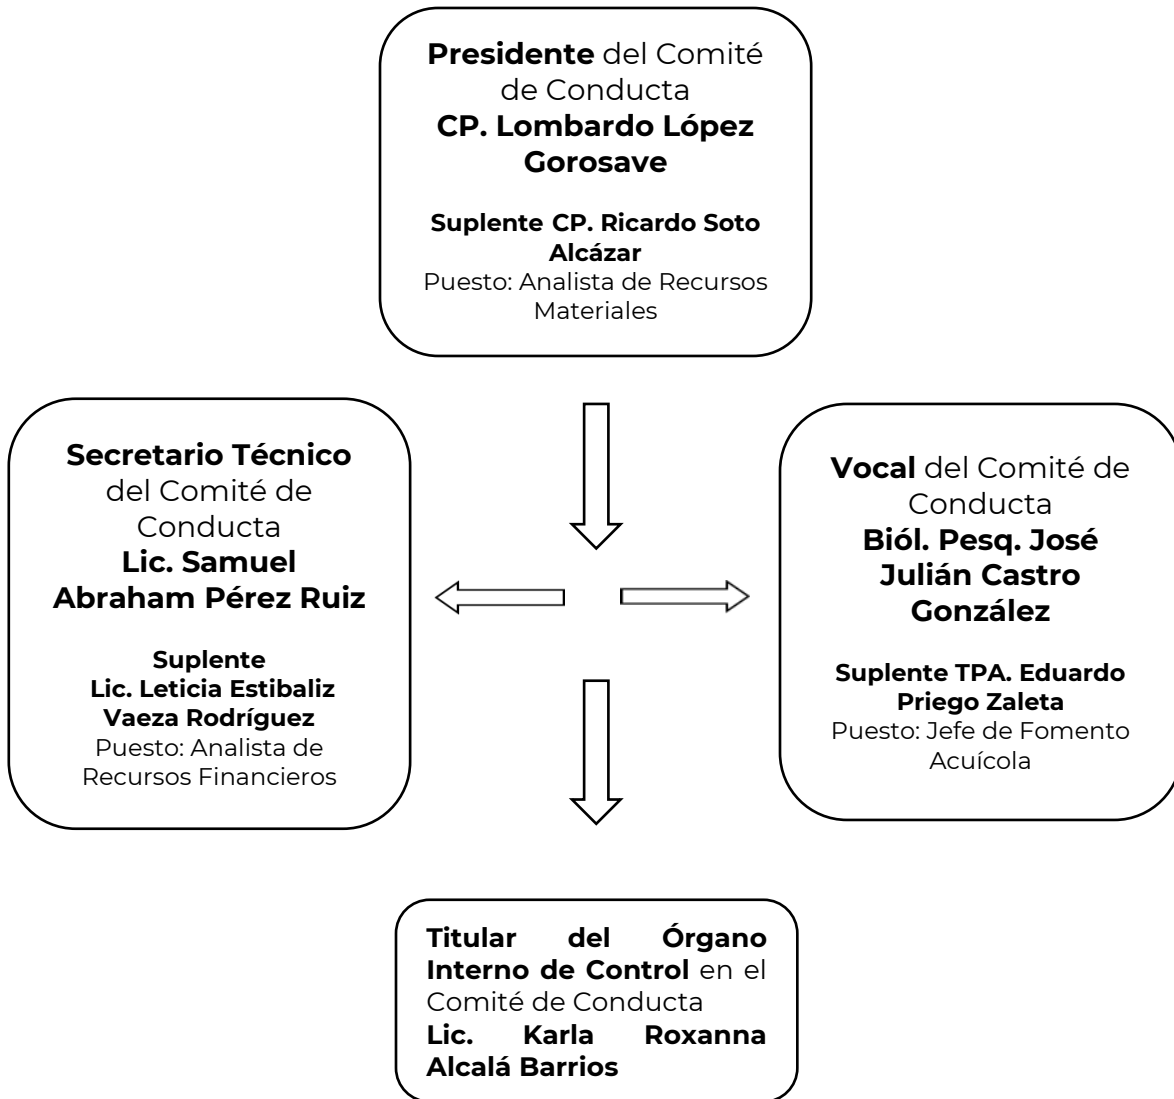 Presidente del Comité
de Conducta
CP. Lombardo López
Gorosave
Suplente CP. Ricardo Soto
Alcázar
Puesto: Analista de Recursos
Materiales
Secretario Técnico
del Comité de
Conducta
Lic. Samuel
Abraham Pérez Ruiz
Suplente
Lic. Leticia Estibaliz
Vaeza Rodríguez
Puesto: Analista de
Recursos Financieros
Vocal del Comité de
Conducta
Biól. Pesq. José
Julián Castro
González
Suplente TPA. Eduardo
Priego Zaleta
Puesto: Jefe de Fomento
Acuícola
Titular del Órgano
Interno de Control en el
Comité de Conducta
Lic. Karla Roxanna
Alcalá Barrios